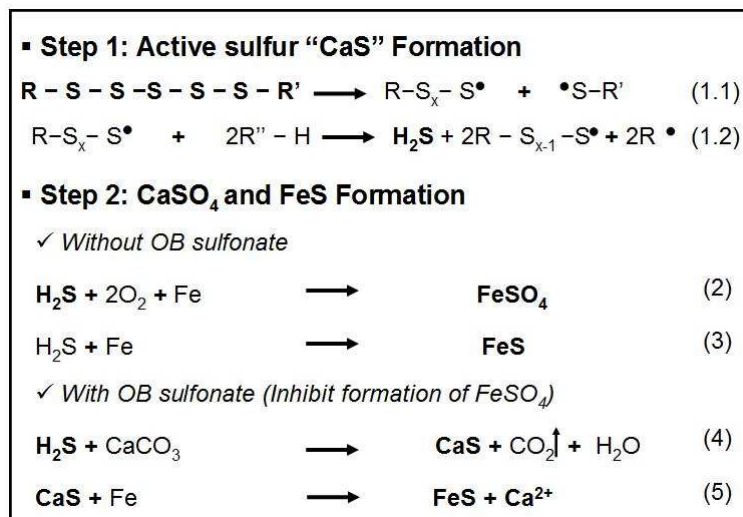 ▪ Step 1: Active sulfur “CaS” Formation
R – S – S – S – S – S – R’ ⟶ R–Sₓ– S• + •S–R’ (1.1)
R–Sₓ– S• + 2R” – H ⟶ H₂S + 2R – Sₓ₋₁ –S• + 2R • (1.2)
▪ Step 2: CaSO₄ and FeS Formation
✓ Without OB sulfonate
H₂S + 2O₂ + Fe ⟶ FeSO₄ (2)
H₂S + Fe ⟶ FeS (3)
✓ With OB sulfonate (Inhibit formation of FeSO₄)
H₂S + CaCO₃ ⟶ CaS + CO₂↑ + H₂O (4)
CaS + Fe ⟶ FeS + Ca²⁺ (5)